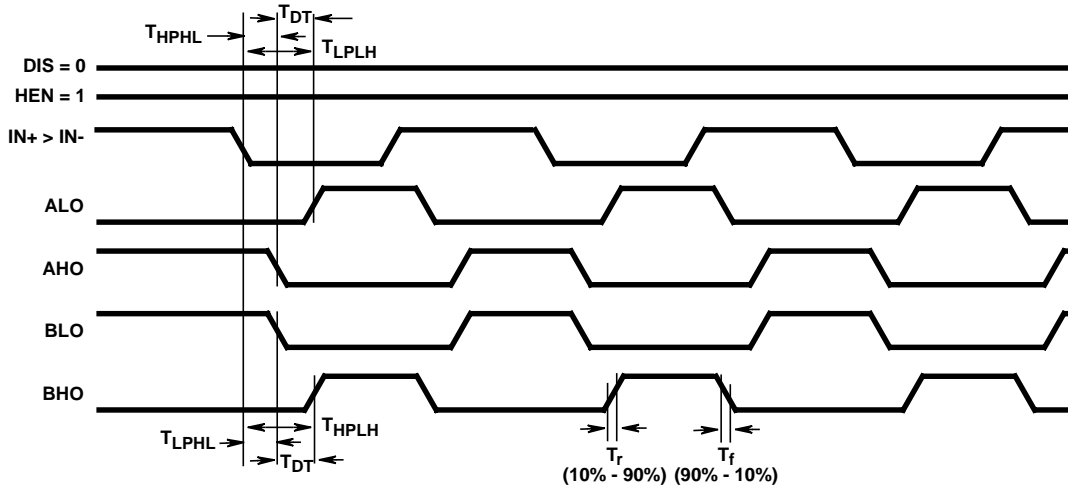 T_DT
T_HPHL
T_LPLH
DIS = 0
HEN = 1
IN+ > IN-
ALO
AHO
BLO
BHO
T_HPLH
T_LPHL
T_DT
T_r
T_f
(10% - 90%)
(90% - 10%)